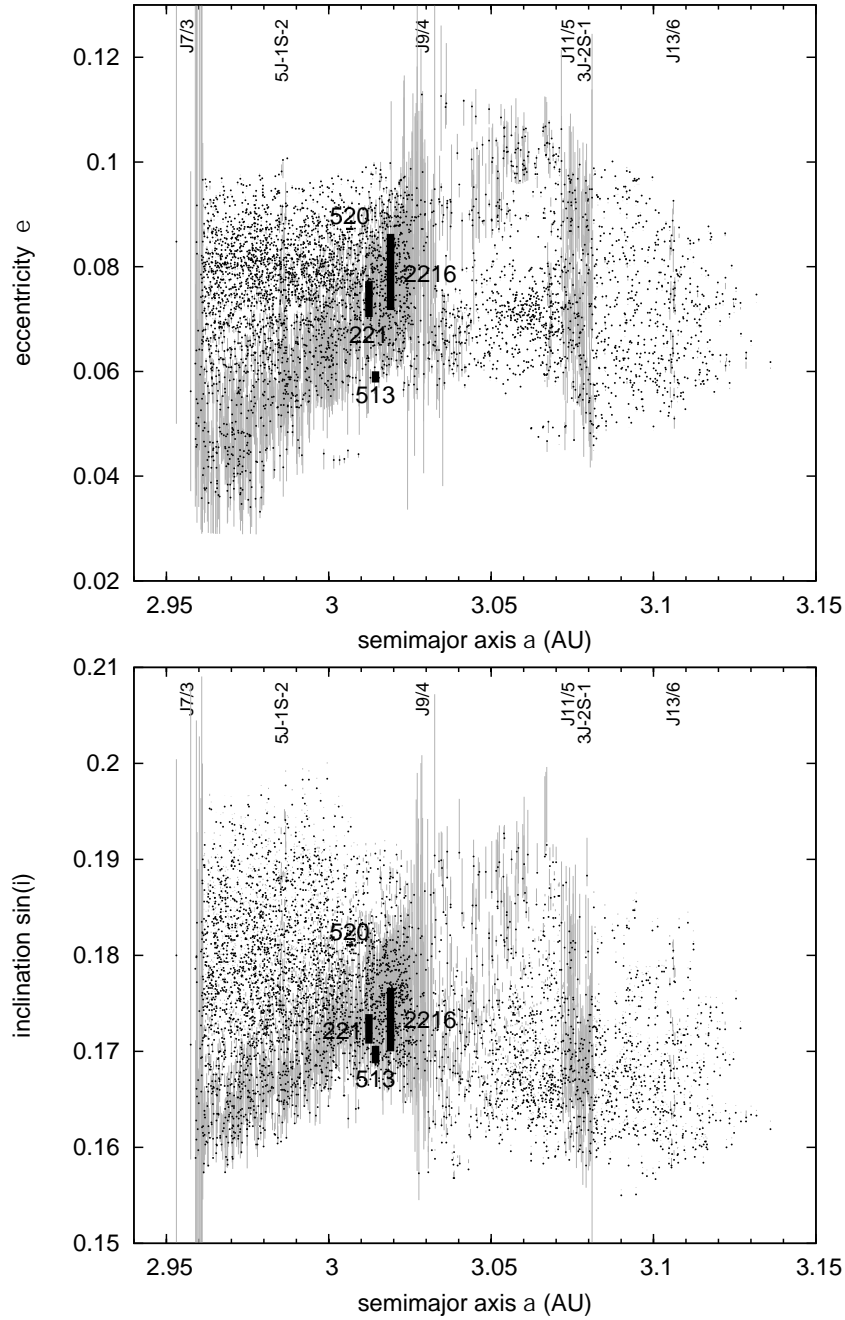 J7/3
5J-1S-2
J9/4
J11/5
3J-2S-1
J13/6
0.12
0.1
0.08
0.06
0.04
0.02
eccentricity e
520
2216
221
513
2.95 3 3.05 3.1 3.15
semimajor axis a (AU)
J7/3
5J-1S-2
J9/4
J11/5
3J-2S-1
J13/6
0.21
0.2
0.19
0.18
0.17
0.16
0.15
inclination sin(i)
520
221
2216
513
2.95 3 3.05 3.1 3.15
semimajor axis a (AU)